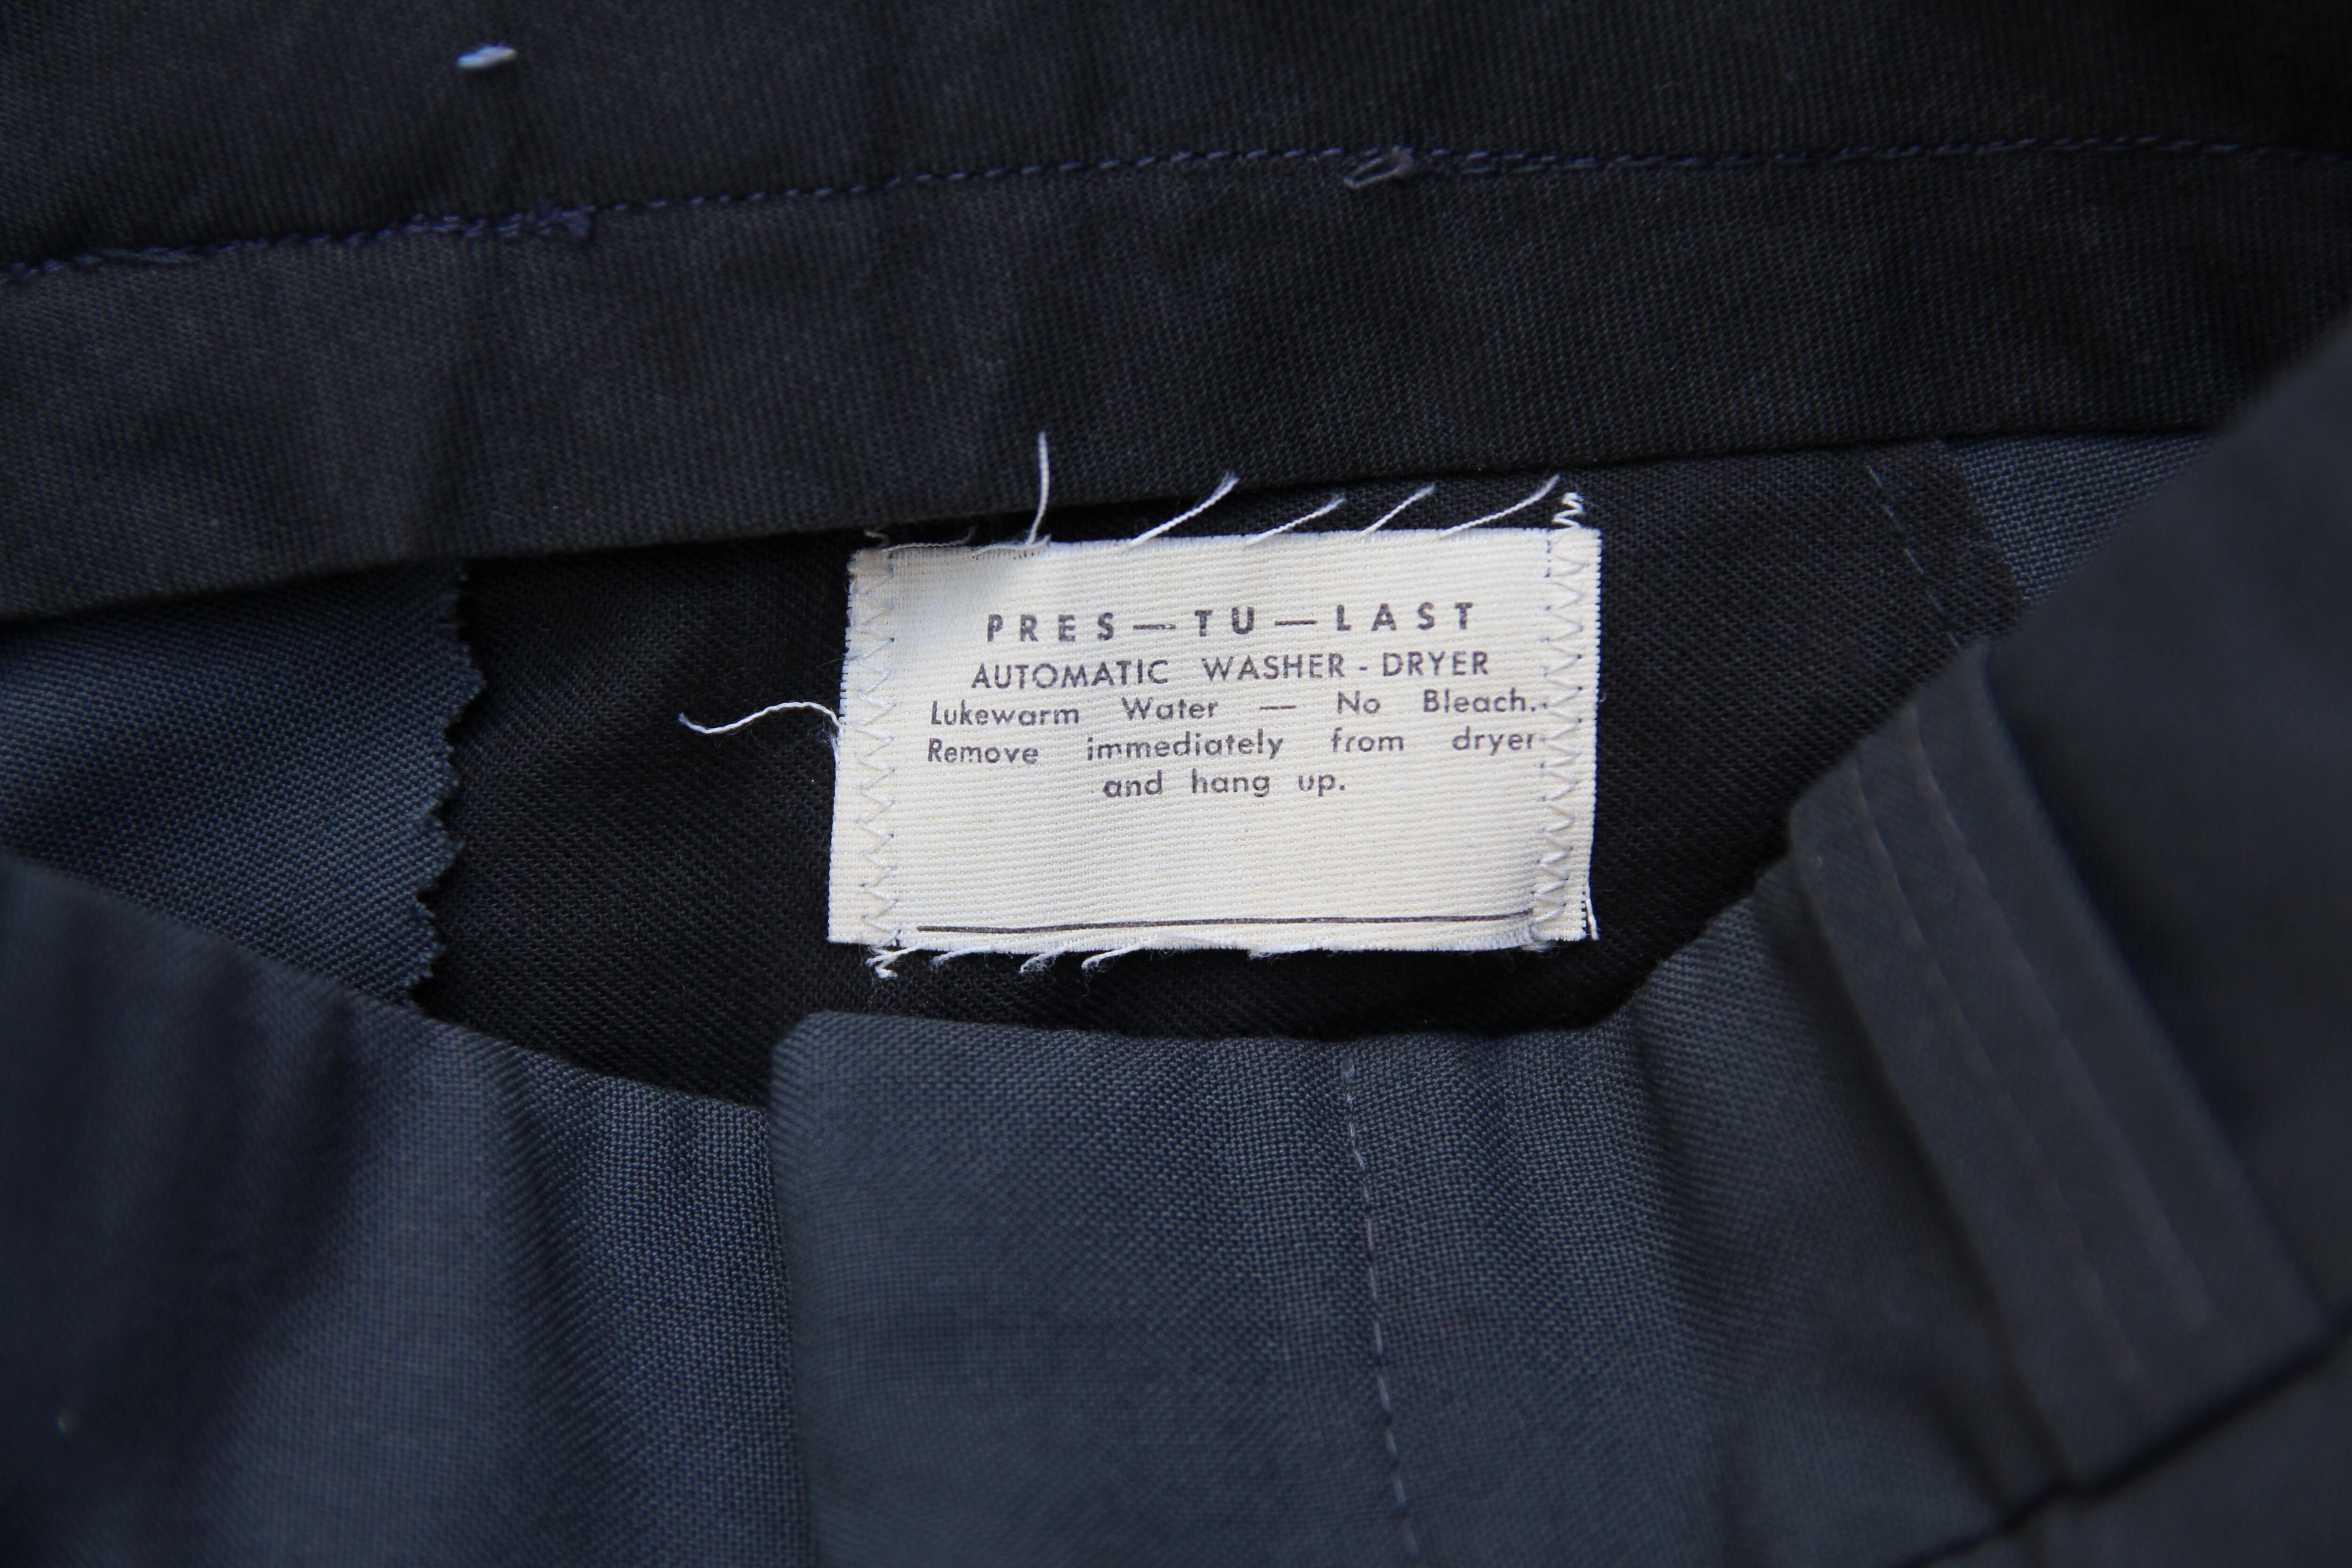 PRES—TU—LAST
AUTOMATIC WASHER - DRYER
Lukewarm Water — No Bleach.
Remove immediately from dryer
and hang up.